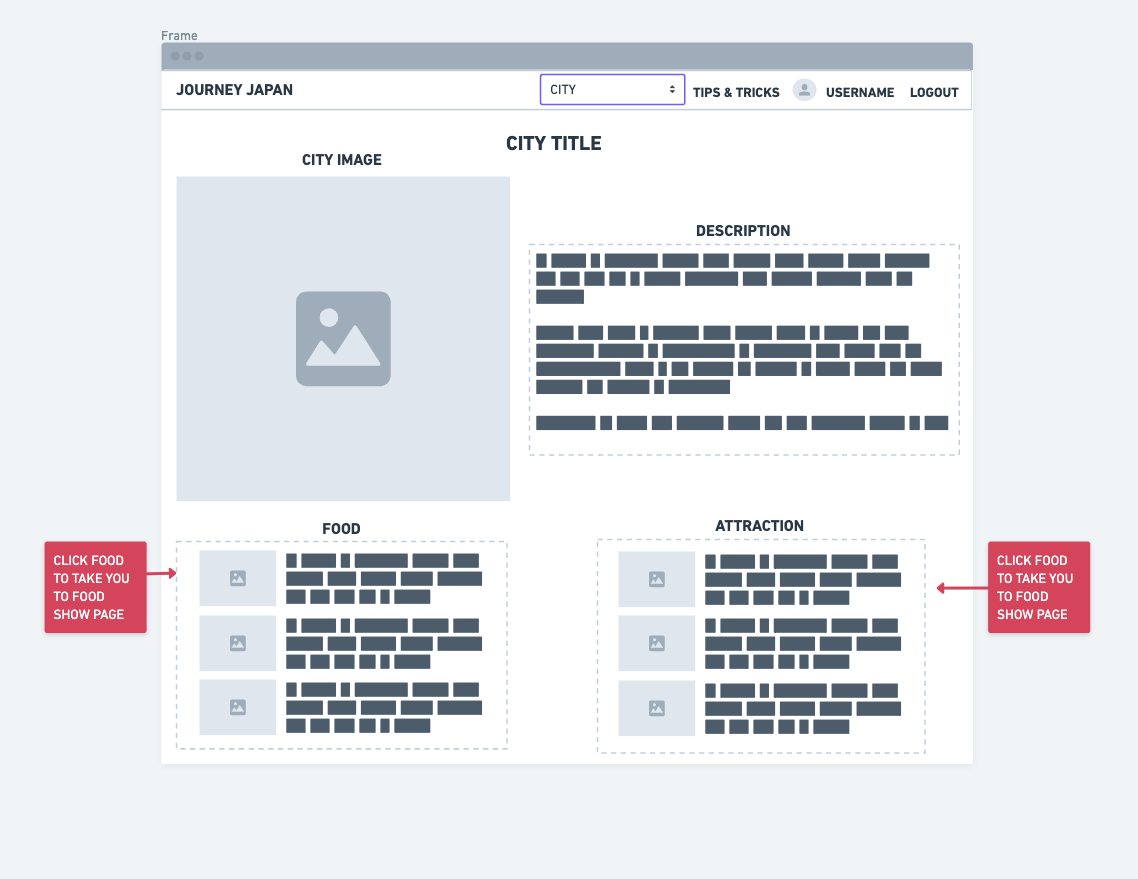 Frame
JOURNEY JAPAN
CITY
TIPS & TRICKS
USERNAME
LOGOUT
CITY TITLE
CITY IMAGE
DESCRIPTION
FOOD
ATTRACTION
CLICK FOOD
TO TAKE YOU
TO FOOD
SHOW PAGE
CLICK FOOD
TO TAKE YOU
TO FOOD
SHOW PAGE